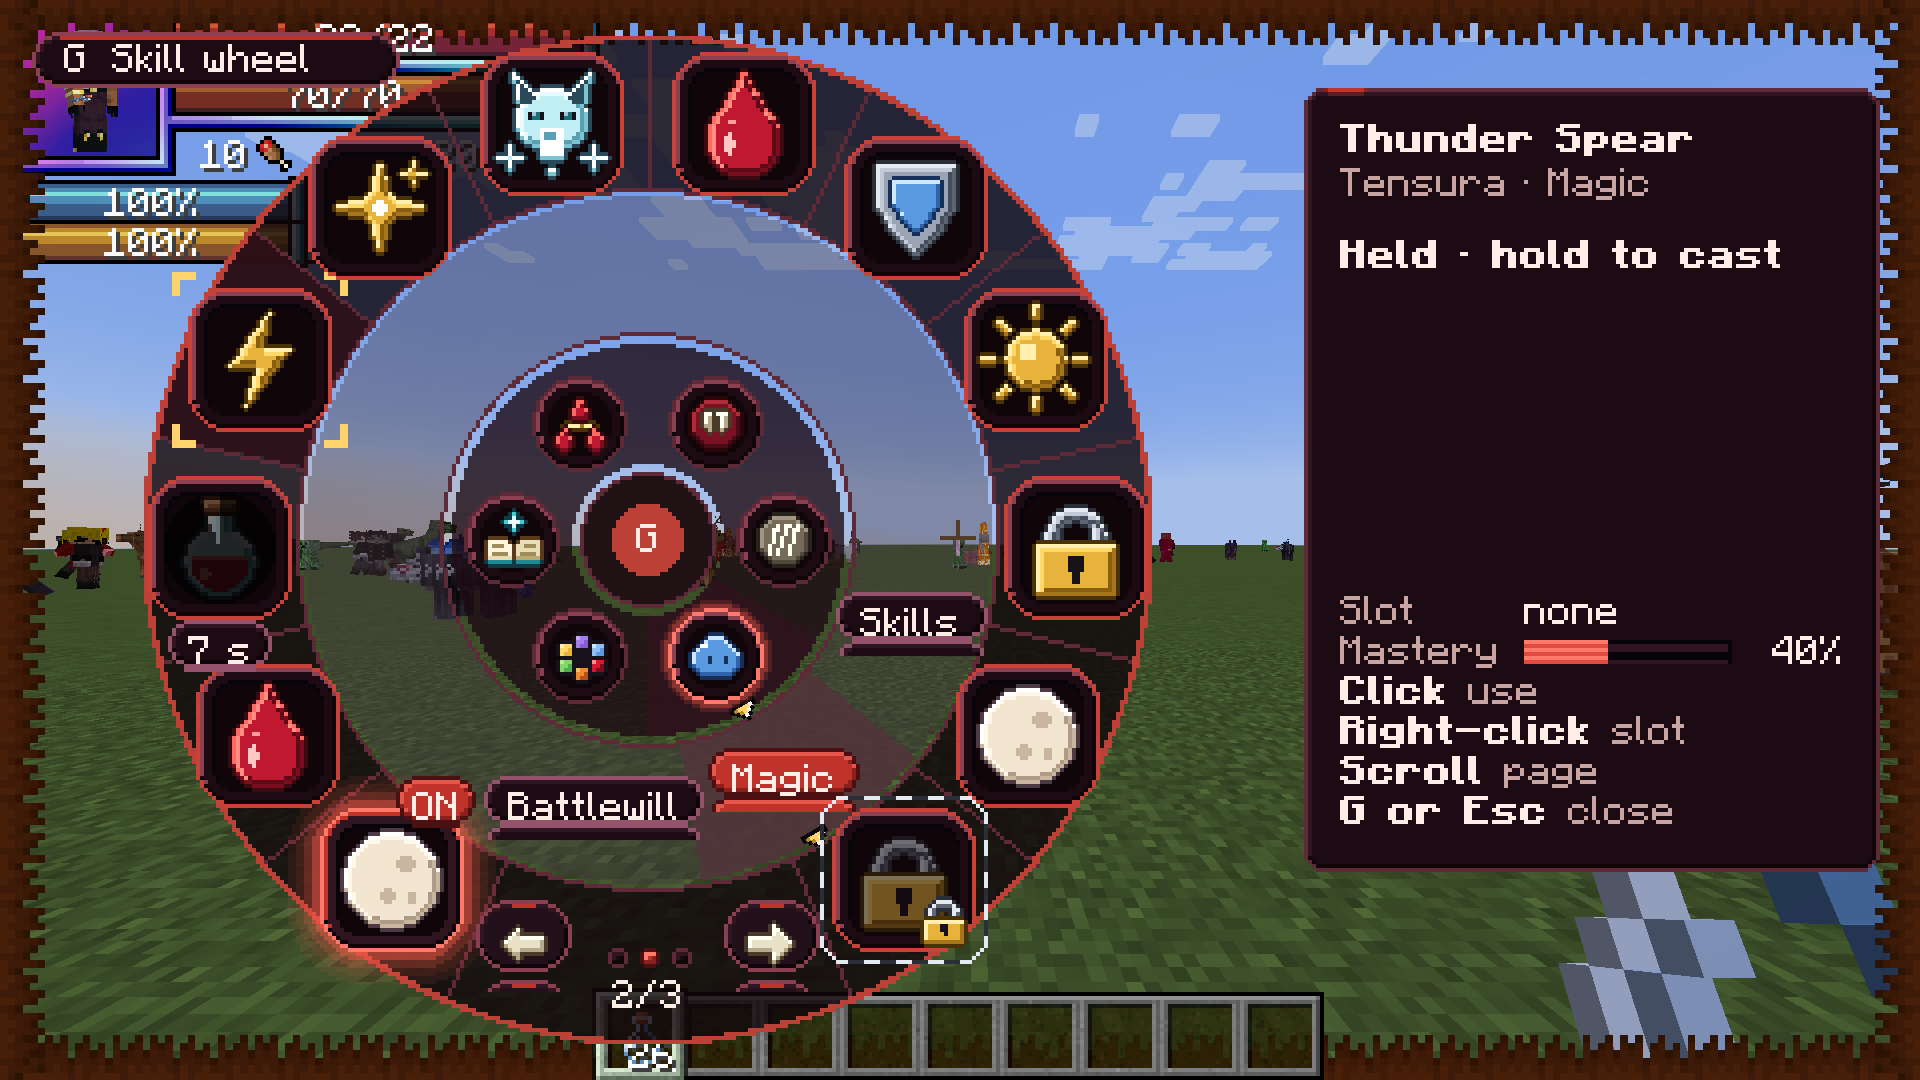 G Skill wheel
70/70
10
100%
100%
Thunder Spear
Tensura · Magic
Held · hold to cast
G
Skills
7 s
ON
Battlewill
Magic
2/3
Slot none
Mastery 40%
Click use
Right-click slot
Scroll page
G or Esc close